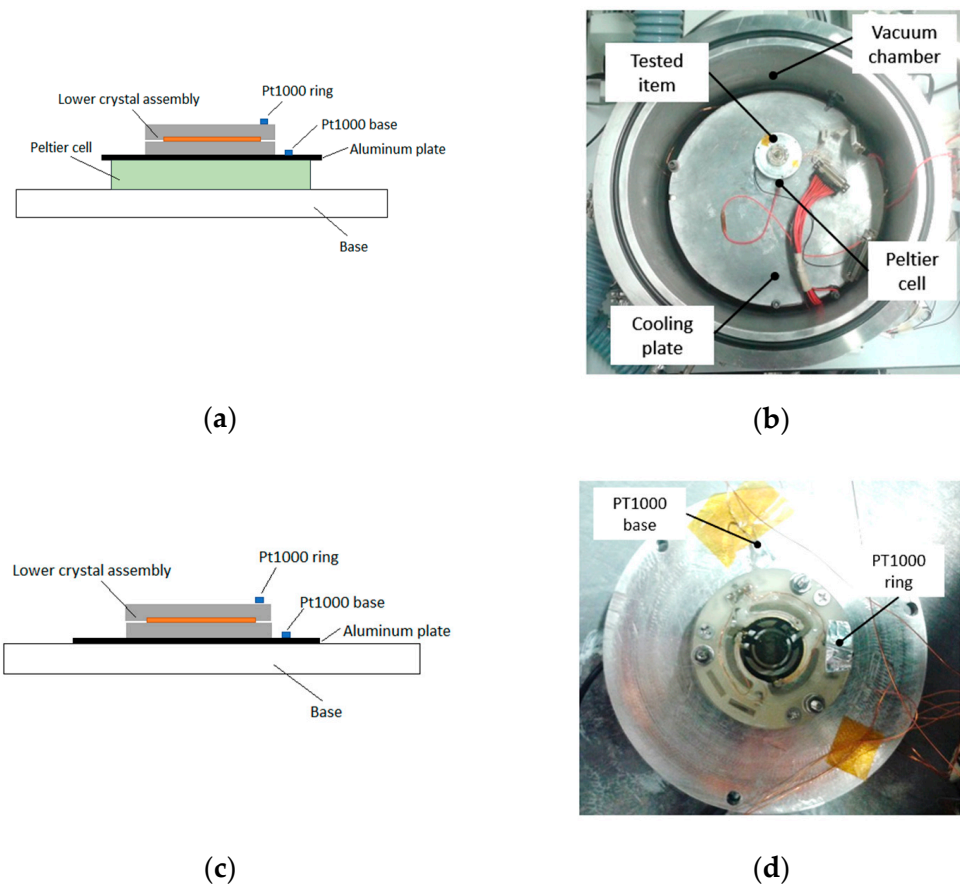 Pt1000 ring
Lower crystal assembly
Pt1000 base
Aluminum plate
Peltier cell
Base
(a)
Vacuum
chamber
Tested
item
Peltier
cell
Cooling
plate
(b)
Pt1000 ring
Lower crystal assembly
Pt1000 base
Aluminum plate
Base
(c)
PT1000
base
PT1000
ring
(d)